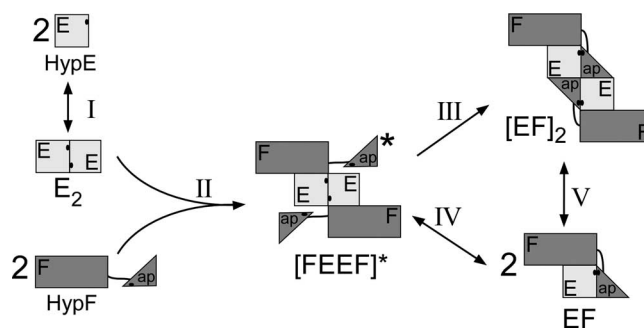 2 E
HypE
I
E E
E2
II
2 F ap
HypF
F ap *
E E
ap F
[FEEF]*
III
IV
F
E ap
ap E
F
[EF]2
V
2 F
E ap
EF